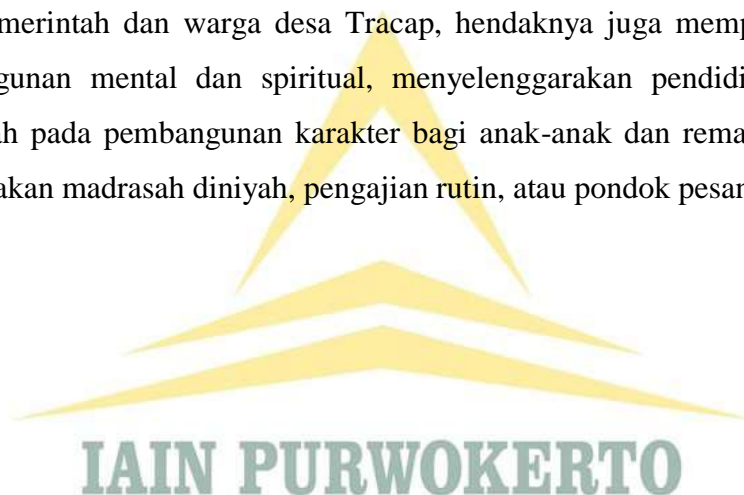 merintah dan warga desa Tracap, hendaknya juga memp
gunan mental dan spiritual, menyelenggarakan pendidi
ah pada pembangunan karakter bagi anak-anak dan rema
akan madrasah diniyah, pengajian rutin, atau pondok pesan
IAIN PURWOKERTO